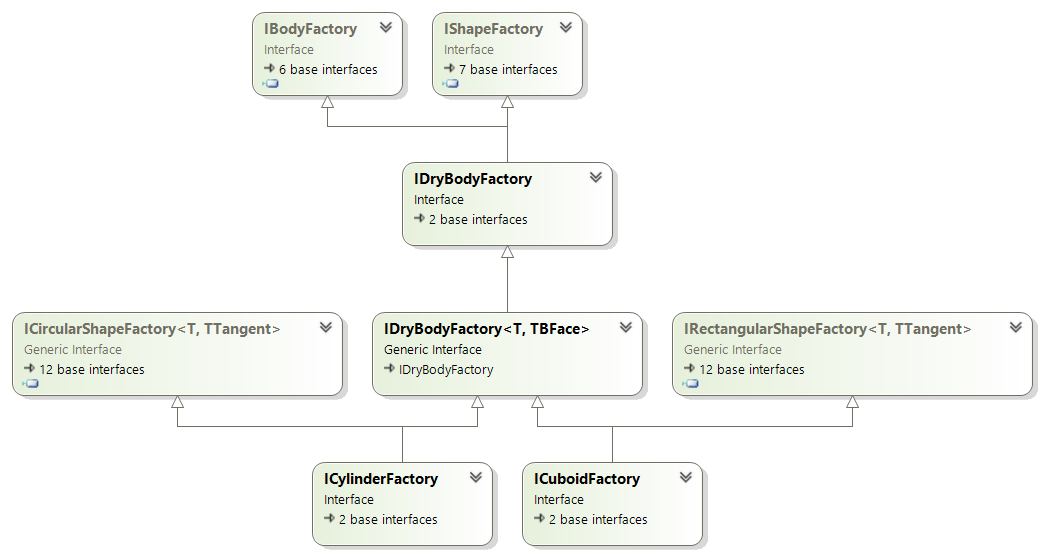 IBodyFactory
Interface
6 base interfaces
IShapeFactory
Interface
7 base interfaces
IDryBodyFactory
Interface
2 base interfaces
ICircularShapeFactory<T, TTangent>
Generic Interface
12 base interfaces
IDryBodyFactory<T, TBFace>
Generic Interface
IDryBodyFactory
IRectangularShapeFactory<T, TTangent>
Generic Interface
12 base interfaces
ICylinderFactory
Interface
2 base interfaces
ICuboidFactory
Interface
2 base interfaces